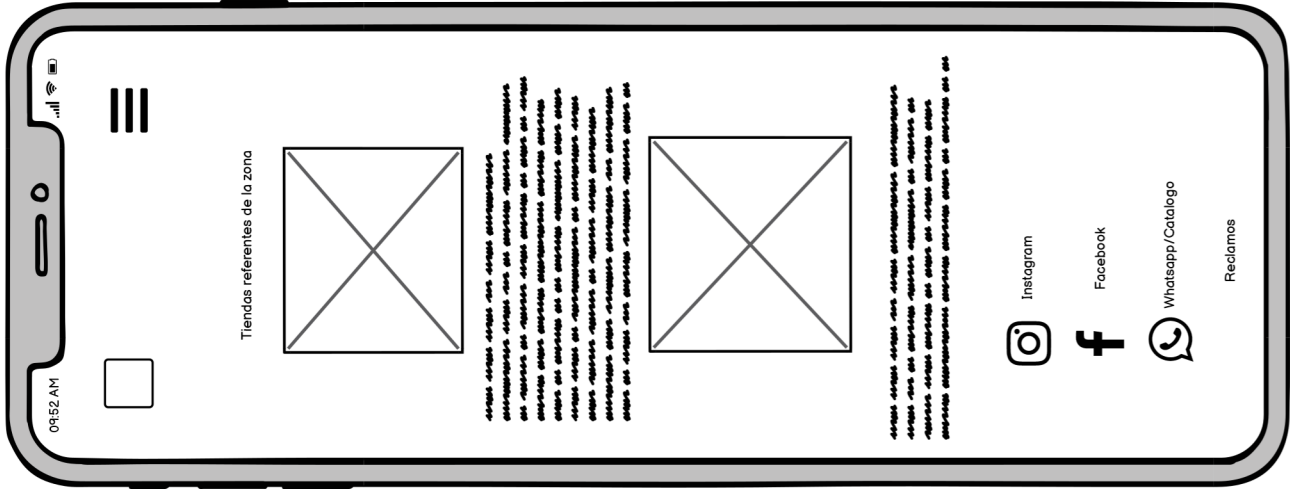 09:52 AM
Tiendas referentes de la zona
Instagram
Facebook
Whatsapp/Catalogo
Reclamos